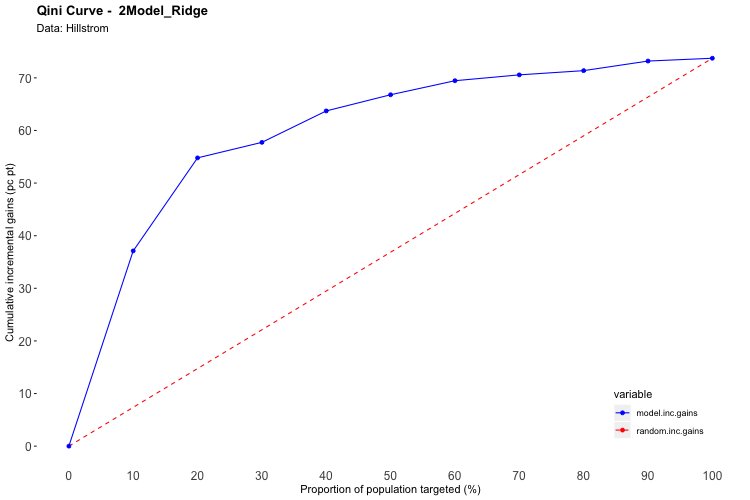 Qini Curve -  2Model_Ridge
Data: Hillstrom
Cumulative incremental gains (pc pt)
70
60
50
40
30
20
10
0
variable
model.inc.gains
random.inc.gains
0 10 20 30 40 50 60 70 80 90 100
Proportion of population targeted (%)